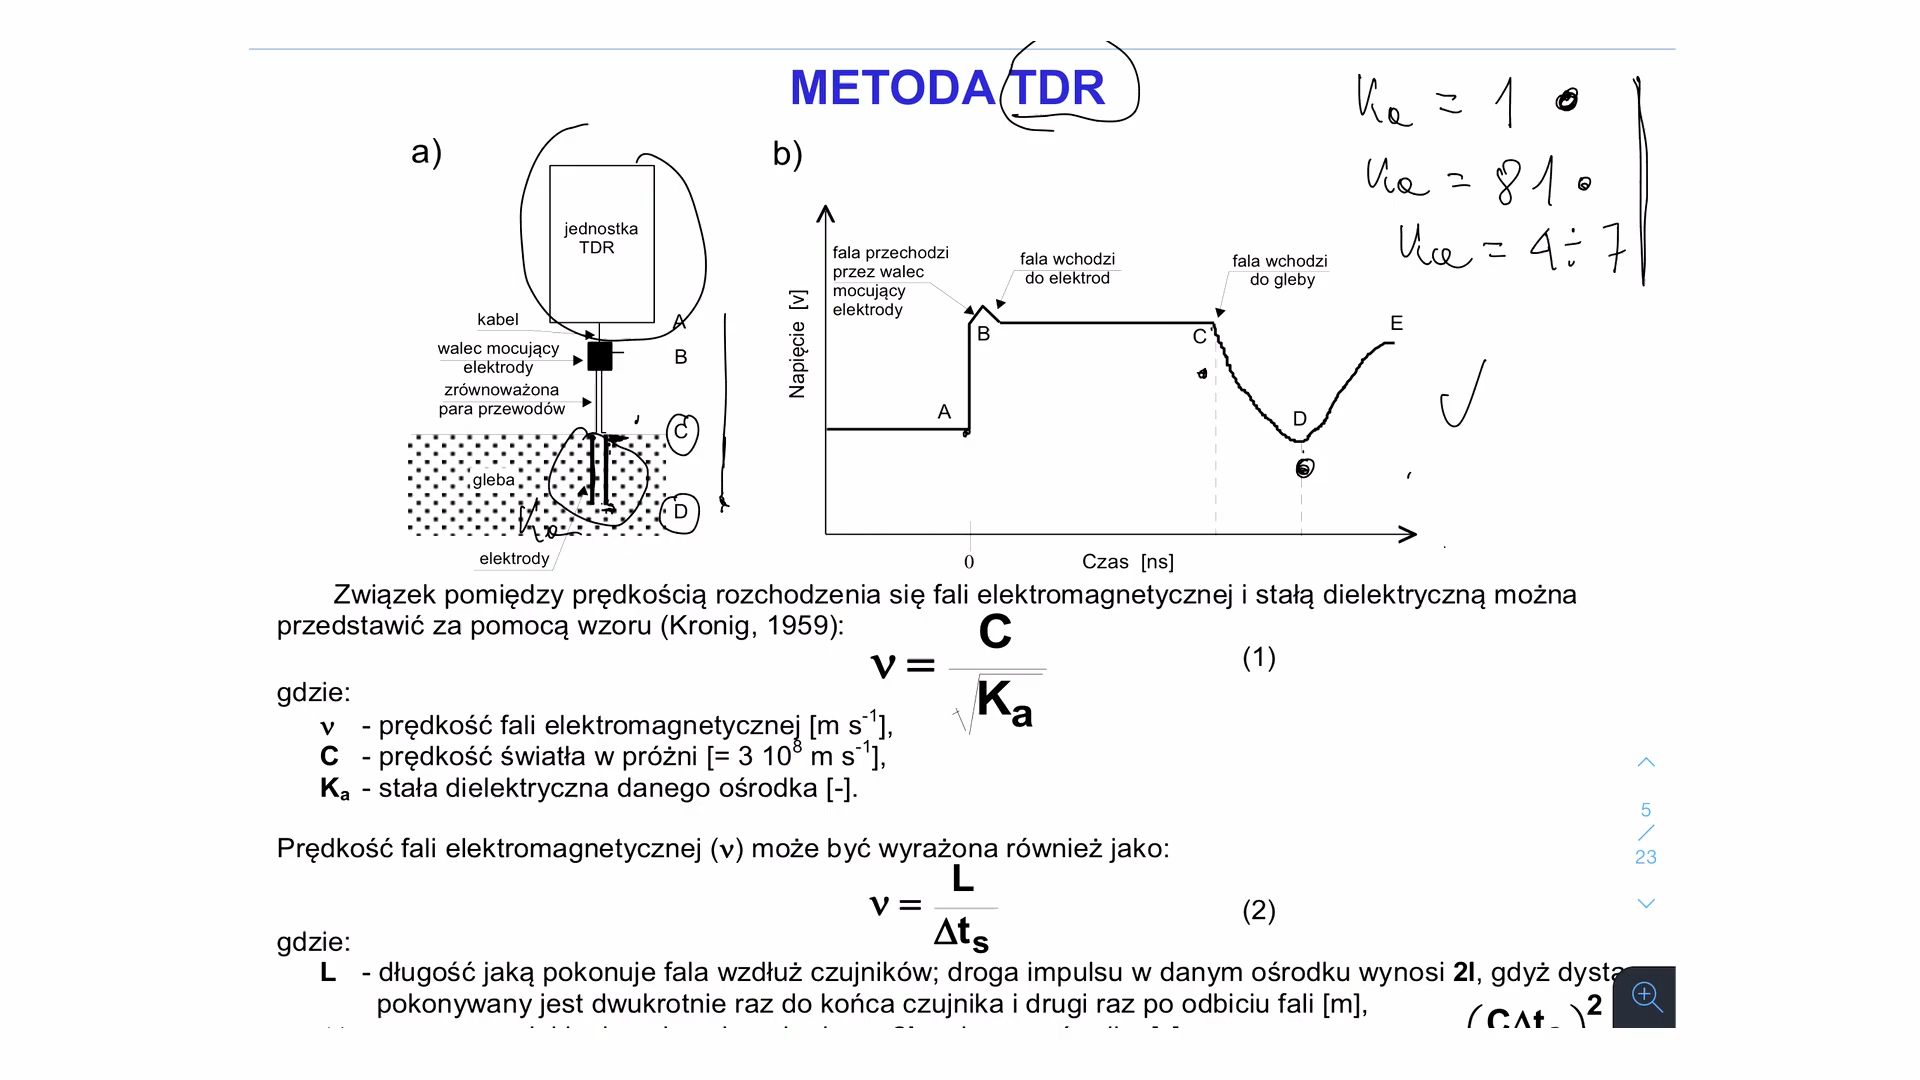 METODA TDR
Ka = 1
Ka = 81
Ka = 4 ÷ 7
a)
jednostka
TDR
kabel
A
walec mocujący
elektrody
B
zrównoważona
para przewodów
C
gleba
D
Ka
elektrody
b)
Napięcie [v]
fala przechodzi
przez walec
mocujący
elektrody
fala wchodzi
do elektrod
fala wchodzi
do gleby
A
B
C
D
E
0
Czas [ns]
Związek pomiędzy prędkością rozchodzenia się fali elektromagnetycznej i stałą dielektryczną można
przedstawić za pomocą wzoru (Kronig, 1959):
ν = C / √Ka (1)
gdzie:
ν - prędkość fali elektromagnetycznej [m s-1],
C - prędkość światła w próżni [= 3 108 m s-1],
Ka - stała dielektryczna danego ośrodka [-].
Prędkość fali elektromagnetycznej (ν) może być wyrażona również jako:
ν = L / Δts (2)
gdzie:
L - długość jaką pokonuje fala wzdłuż czujników; droga impulsu w danym ośrodku wynosi 2l, gdyż dysta
pokonywany jest dwukrotnie raz do końca czujnika i drugi raz po odbiciu fali [m],
5
/
23